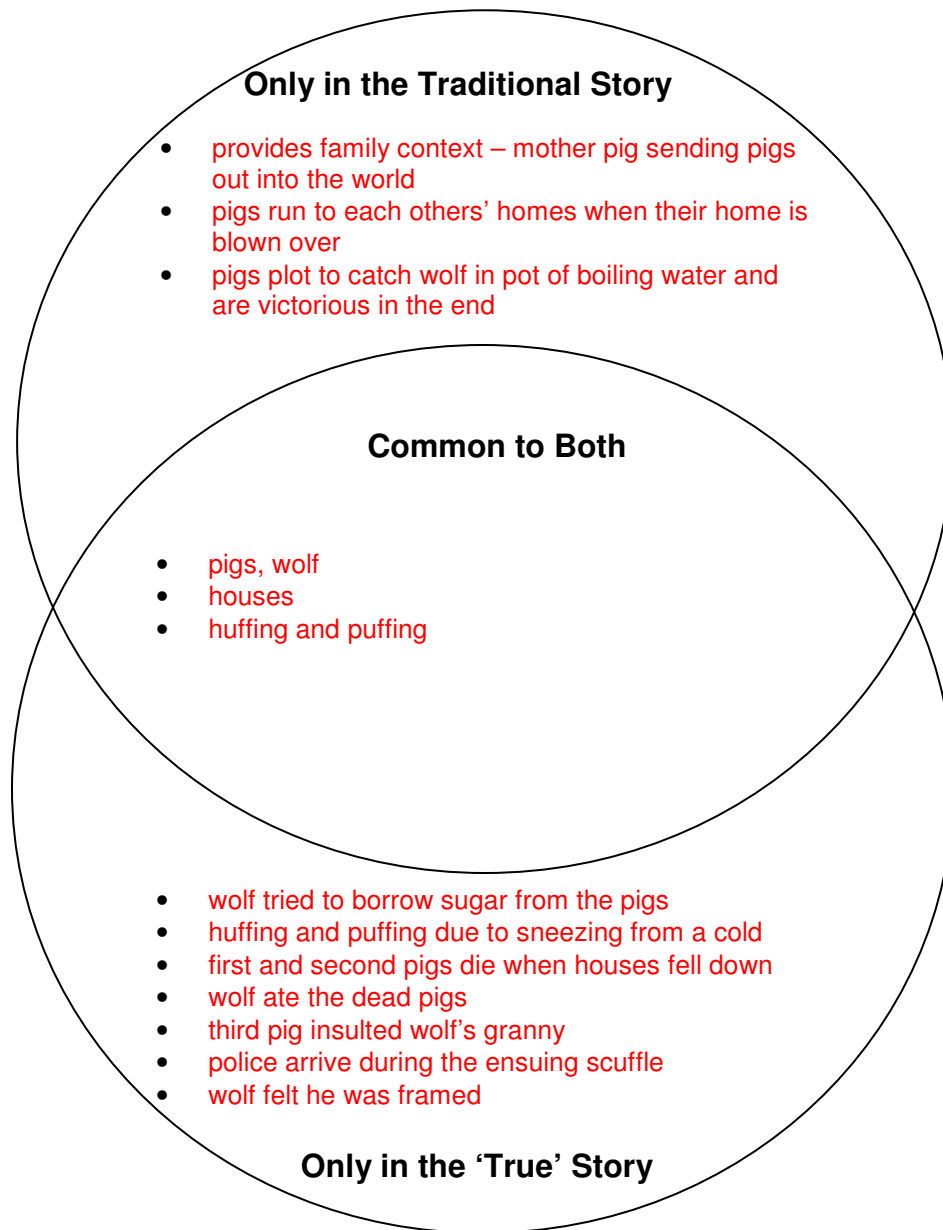 Only in the Traditional Story
• provides family context – mother pig sending pigs
out into the world
• pigs run to each others’ homes when their home is
blown over
• pigs plot to catch wolf in pot of boiling water and
are victorious in the end
Common to Both
• pigs, wolf
• houses
• huffing and puffing
• wolf tried to borrow sugar from the pigs
• huffing and puffing due to sneezing from a cold
• first and second pigs die when houses fell down
• wolf ate the dead pigs
• third pig insulted wolf’s granny
• police arrive during the ensuing scuffle
• wolf felt he was framed
Only in the ‘True’ Story